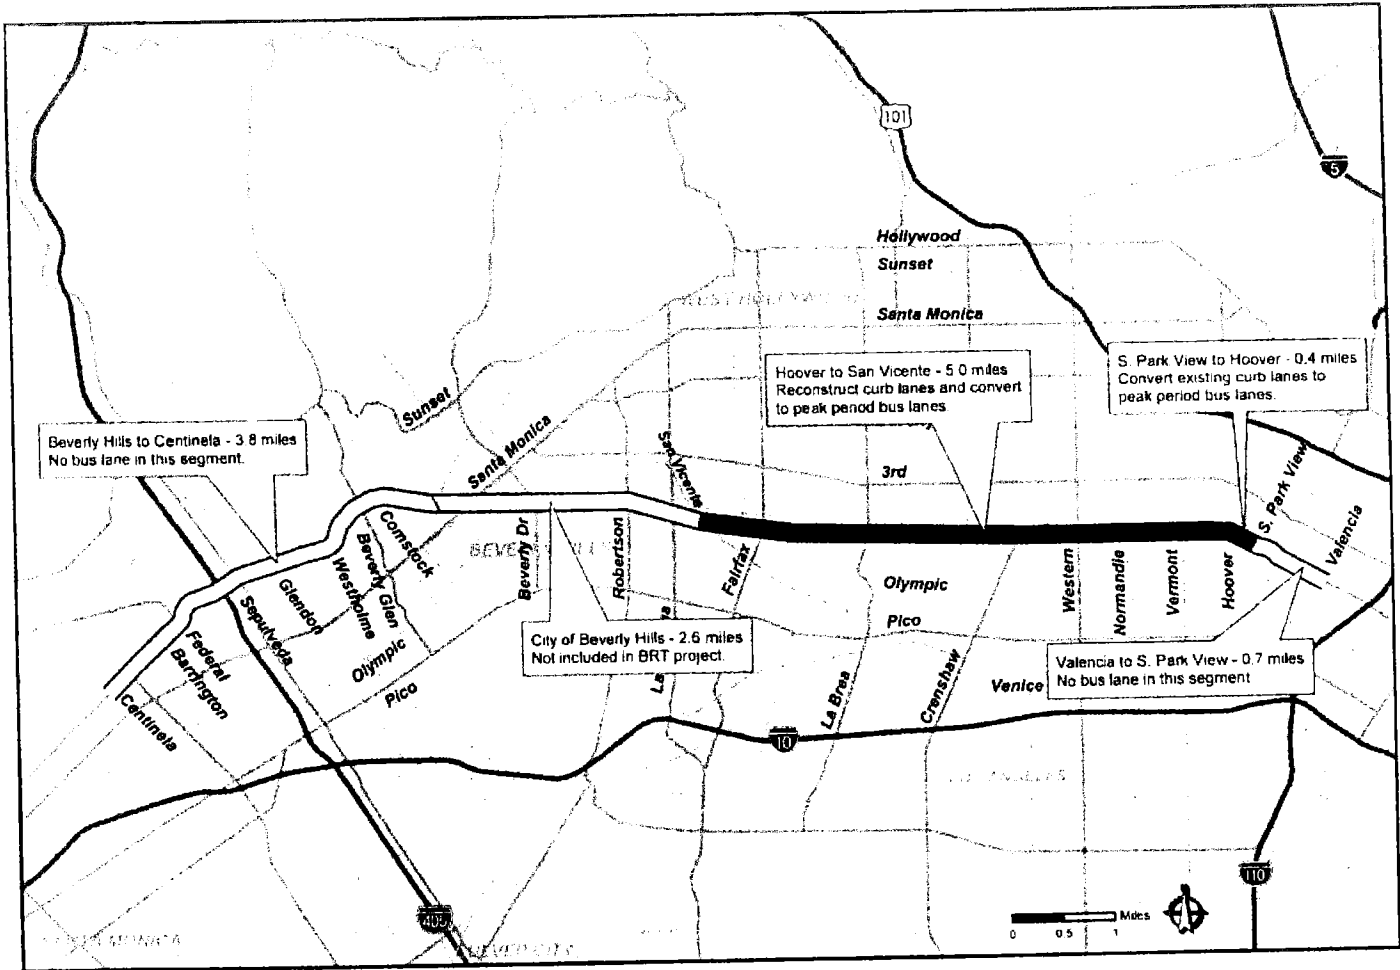 101
5
Hollywood
Sunset
Santa Monica
Hoover to San Vicente - 5.0 miles
Reconstruct curb lanes and convert
to peak period bus lanes
S. Park View to Hoover - 0.4 miles
Convert existing curb lanes to
peak period bus lanes.
Beverly Hills to Centinela - 3.8 miles
No bus lane in this segment.
Sunset
Santa Monica
San Vicente
3rd
S. Park View
Valencia
Comstock
Beverly Glen
Westholme
Glendon
Sepulveda
Federal
Barrington
Centinela
Olympic
Pico
BEVERLY HILLS
Beverly Dr
Robertson
Fairfax
Olympic
Pico
Western
Normandie
Vermont
Hoover
City of Beverly Hills - 2.6 miles
Not included in BRT project.
Valencia to S. Park View - 0.7 miles
No bus lane in this segment
La Brea
Crenshaw
Venice
10
110
405
SANTA MONICA
CULVER CITY
Miles
0 0.5 1